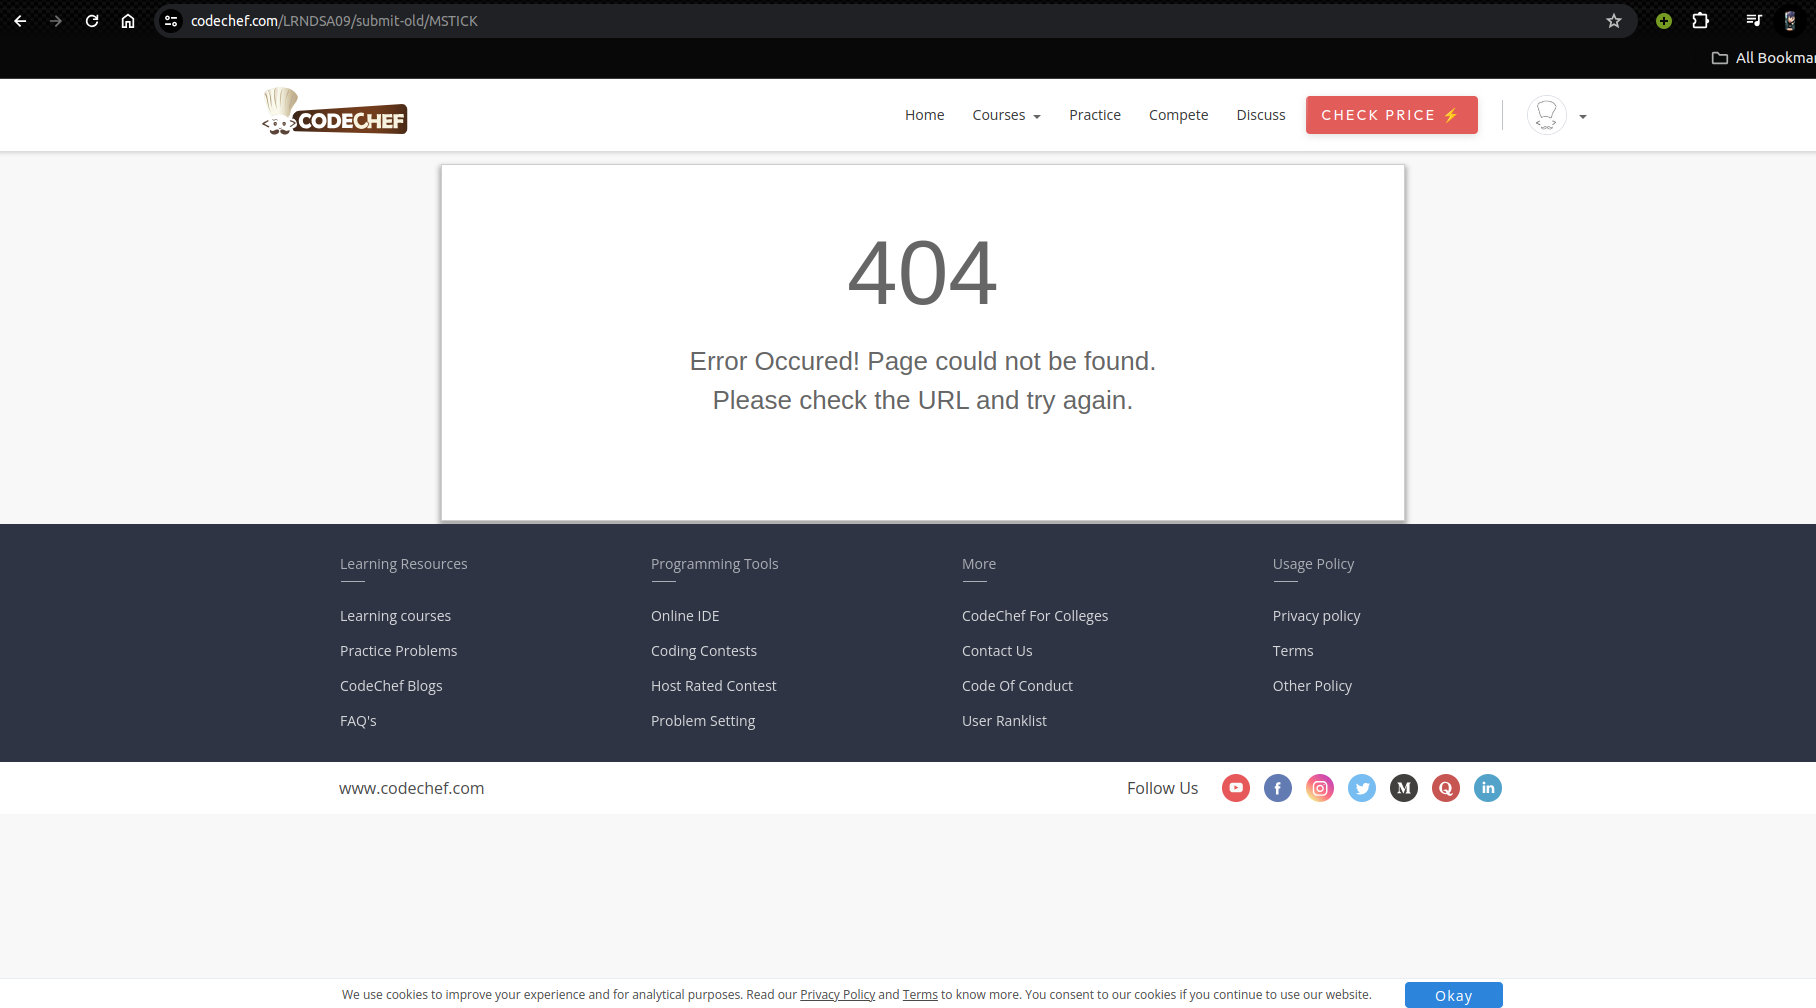 codechef.com/LRNDSA09/submit-old/MSTICK
All Bookmar
CODECHEF
Home Courses Practice Compete Discuss CHECK PRICE ⚡
404
Error Occured! Page could not be found.
Please check the URL and try again.
Learning Resources Programming Tools More Usage Policy
Learning courses Online IDE CodeChef For Colleges Privacy policy
Practice Problems Coding Contests Contact Us Terms
CodeChef Blogs Host Rated Contest Code Of Conduct Other Policy
FAQ's Problem Setting User Ranklist
www.codechef.com Follow Us
We use cookies to improve your experience and for analytical purposes. Read our Privacy Policy and Terms to know more. You consent to our cookies if you continue to use our website. Okay